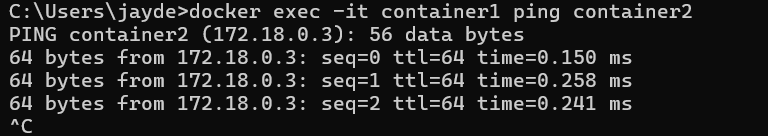 C:\Users\jayde>docker exec -it container1 ping container2
PING container2 (172.18.0.3): 56 data bytes
64 bytes from 172.18.0.3: seq=0 ttl=64 time=0.150 ms
64 bytes from 172.18.0.3: seq=1 ttl=64 time=0.258 ms
64 bytes from 172.18.0.3: seq=2 ttl=64 time=0.241 ms
^C